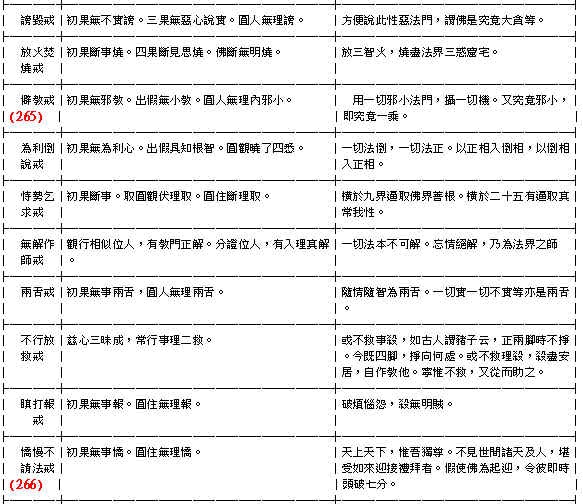 謗毀戒
初果無不實謗。三果無惡心說實。圓人無理謗。
方便說此性惡法門，謂佛是究竟大貪等。
放火焚
燒戒
初果斷事燒。四果斷見思燒。佛斷無明燒。
放三智火，燒盡法界三惑窟宅。
僻教戒
(265)
初果無邪教。出假無小教。圓人無理內邪小。
用一切邪小法門，攝一切機。又究竟邪小，
即究竟一乘。
為利倒
說戒
初果無為利心。出假具知根智。圓觀曉了四悉。
一切法倒，一切法正。以正相入倒相，以倒相
入正相。
恃勢乞
求戒
初果斷事。取圓觀伏理取。圓住斷理取。
橫於九界逼取佛界善根。橫於二十五有逼取真
常我性。
無解作
師戒
觀行相似位人，有教門正解。分證位人，有入理真解
。
一切法本不可解。忘情絕解，乃為法界之師
兩舌戒
初果無事兩舌，圓人無理兩舌。
隨情隨智為兩舌。一切實一切不實等亦是兩舌
。
不行放
救戒
茲心三昧成，常行事理二救。
或不救事殺，如古人謂豬子云，正兩腳時不掙
。今既四腳，掙向何處。或不救理殺，殺盡安
居，自作教他。寧惟不救，又從而助之。
瞋打報
戒
初果無事報。圓住無理報。
破煩惱怨，殺無明賊。
憍慢不
請法戒
(266)
初果無事憍。圓住無理憍。
天上天下，惟吾獨尊。不見世間諸天及人，堪
受如來迎接禮拜者。假使佛為起迎，令彼即時
頭破七分。